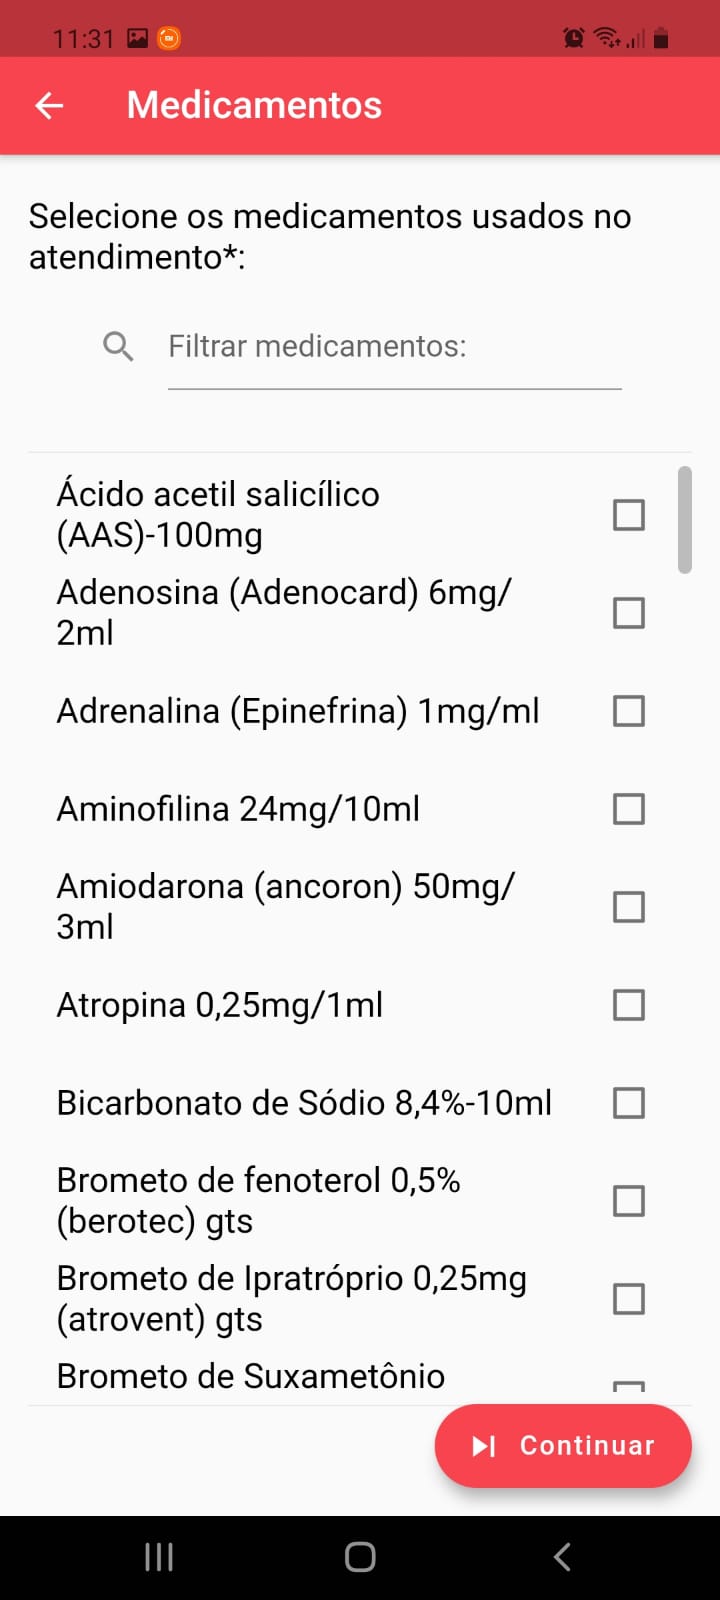 11:31
Medicamentos
Selecione os medicamentos usados no
atendimento*:
Filtrar medicamentos:
Ácido acetil salicílico
(AAS)-100mg
Adenosina (Adenocard) 6mg/
2ml
Adrenalina (Epinefrina) 1mg/ml
Aminofilina 24mg/10ml
Amiodarona (ancoron) 50mg/
3ml
Atropina 0,25mg/1ml
Bicarbonato de Sódio 8,4%-10ml
Brometo de fenoterol 0,5%
(berotec) gts
Brometo de Ipratróprio 0,25mg
(atrovent) gts
Brometo de Suxametônio
Continuar